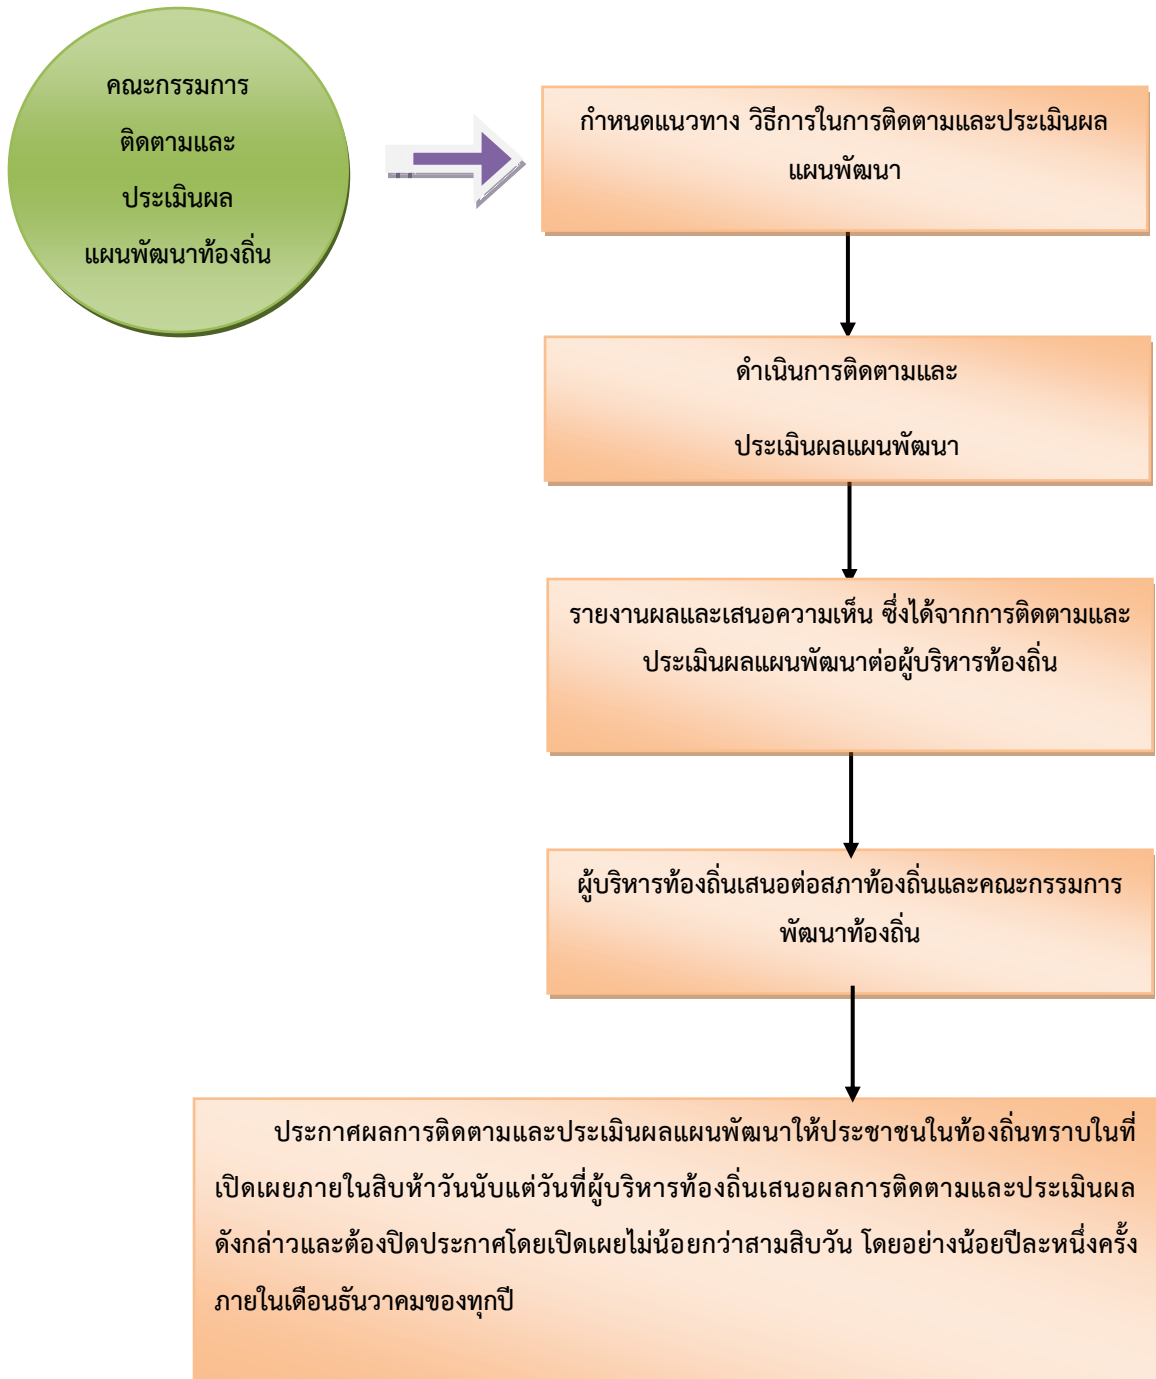 คณะกรรมการ
ติดตามและ
ประเมินผล
แผนพัฒนาท้องถิ่น
กำหนดแนวทาง วิธีการในการติดตามและประเมินผล
แผนพัฒนา
ดำเนินการติดตามและ
ประเมินผลแผนพัฒนา
รายงานผลและเสนอความเห็น ซึ่งได้จากการติดตามและ
ประเมินผลแผนพัฒนาต่อผู้บริหารท้องถิ่น
ผู้บริหารท้องถิ่นเสนอต่อสภาท้องถิ่นและคณะกรรมการ
พัฒนาท้องถิ่น
ประกาศผลการติดตามและประเมินผลแผนพัฒนาให้ประชาชนในท้องถิ่นทราบในที่
เปิดเผยภายในสิบห้าวันนับแต่วันที่ผู้บริหารท้องถิ่นเสนอผลการติดตามและประเมินผล
ดังกล่าวและต้องปิดประกาศโดยเปิดเผยไม่น้อยกว่าสามสิบวัน โดยอย่างน้อยปีละหนึ่งครั้ง
ภายในเดือนธันวาคมของทุกปี